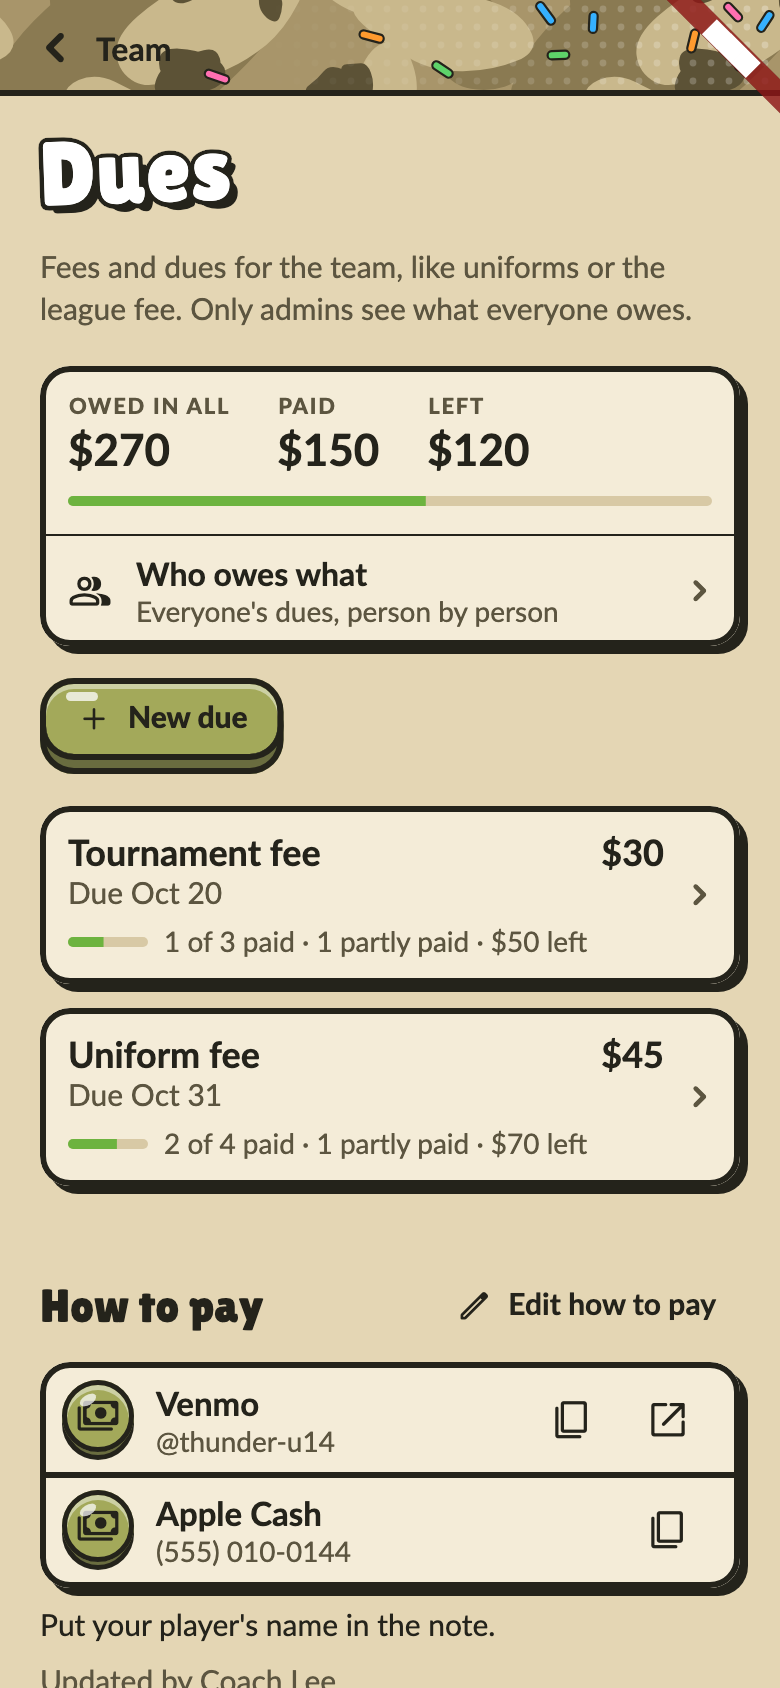 Team
Dues
Fees and dues for the team, like uniforms or the
league fee. Only admins see what everyone owes.
OWED IN ALL PAID LEFT
$270 $150 $120
Who owes what
Everyone's dues, person by person
New due
Tournament fee $30
Due Oct 20
1 of 3 paid · 1 partly paid · $50 left
Uniform fee $45
Due Oct 31
2 of 4 paid · 1 partly paid · $70 left
How to pay Edit how to pay
Venmo
@thunder-u14
Apple Cash
(555) 010-0144
Put your player's name in the note.
Updated by Coach Lee